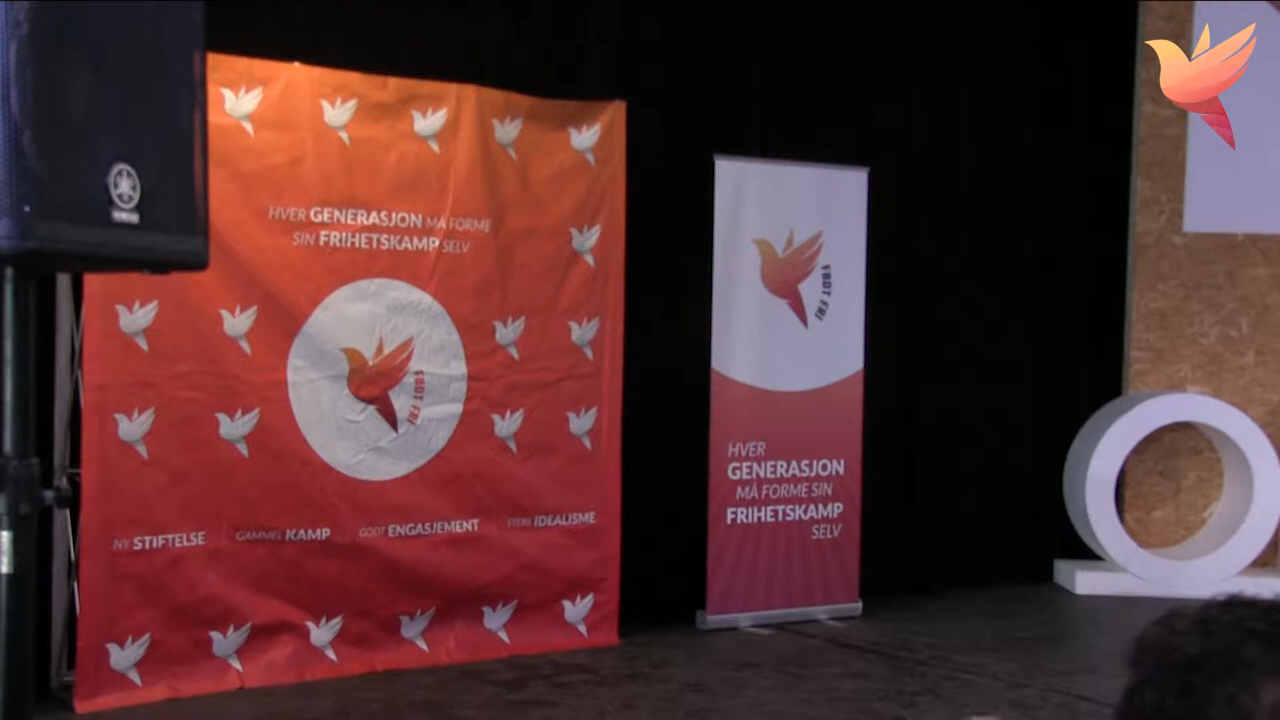 YAMAHA
HVER GENERASJON MÅ FORME
SIN FRIHETSKAMP SELV
FØDT FRI
NY STIFTELSE
GAMMEL KAMP
GODT ENGASJEMENT
STERK IDEALISME
FØDT FRI
HVER
GENERASJON
MÅ FORME SIN
FRIHETSKAMP
SELV